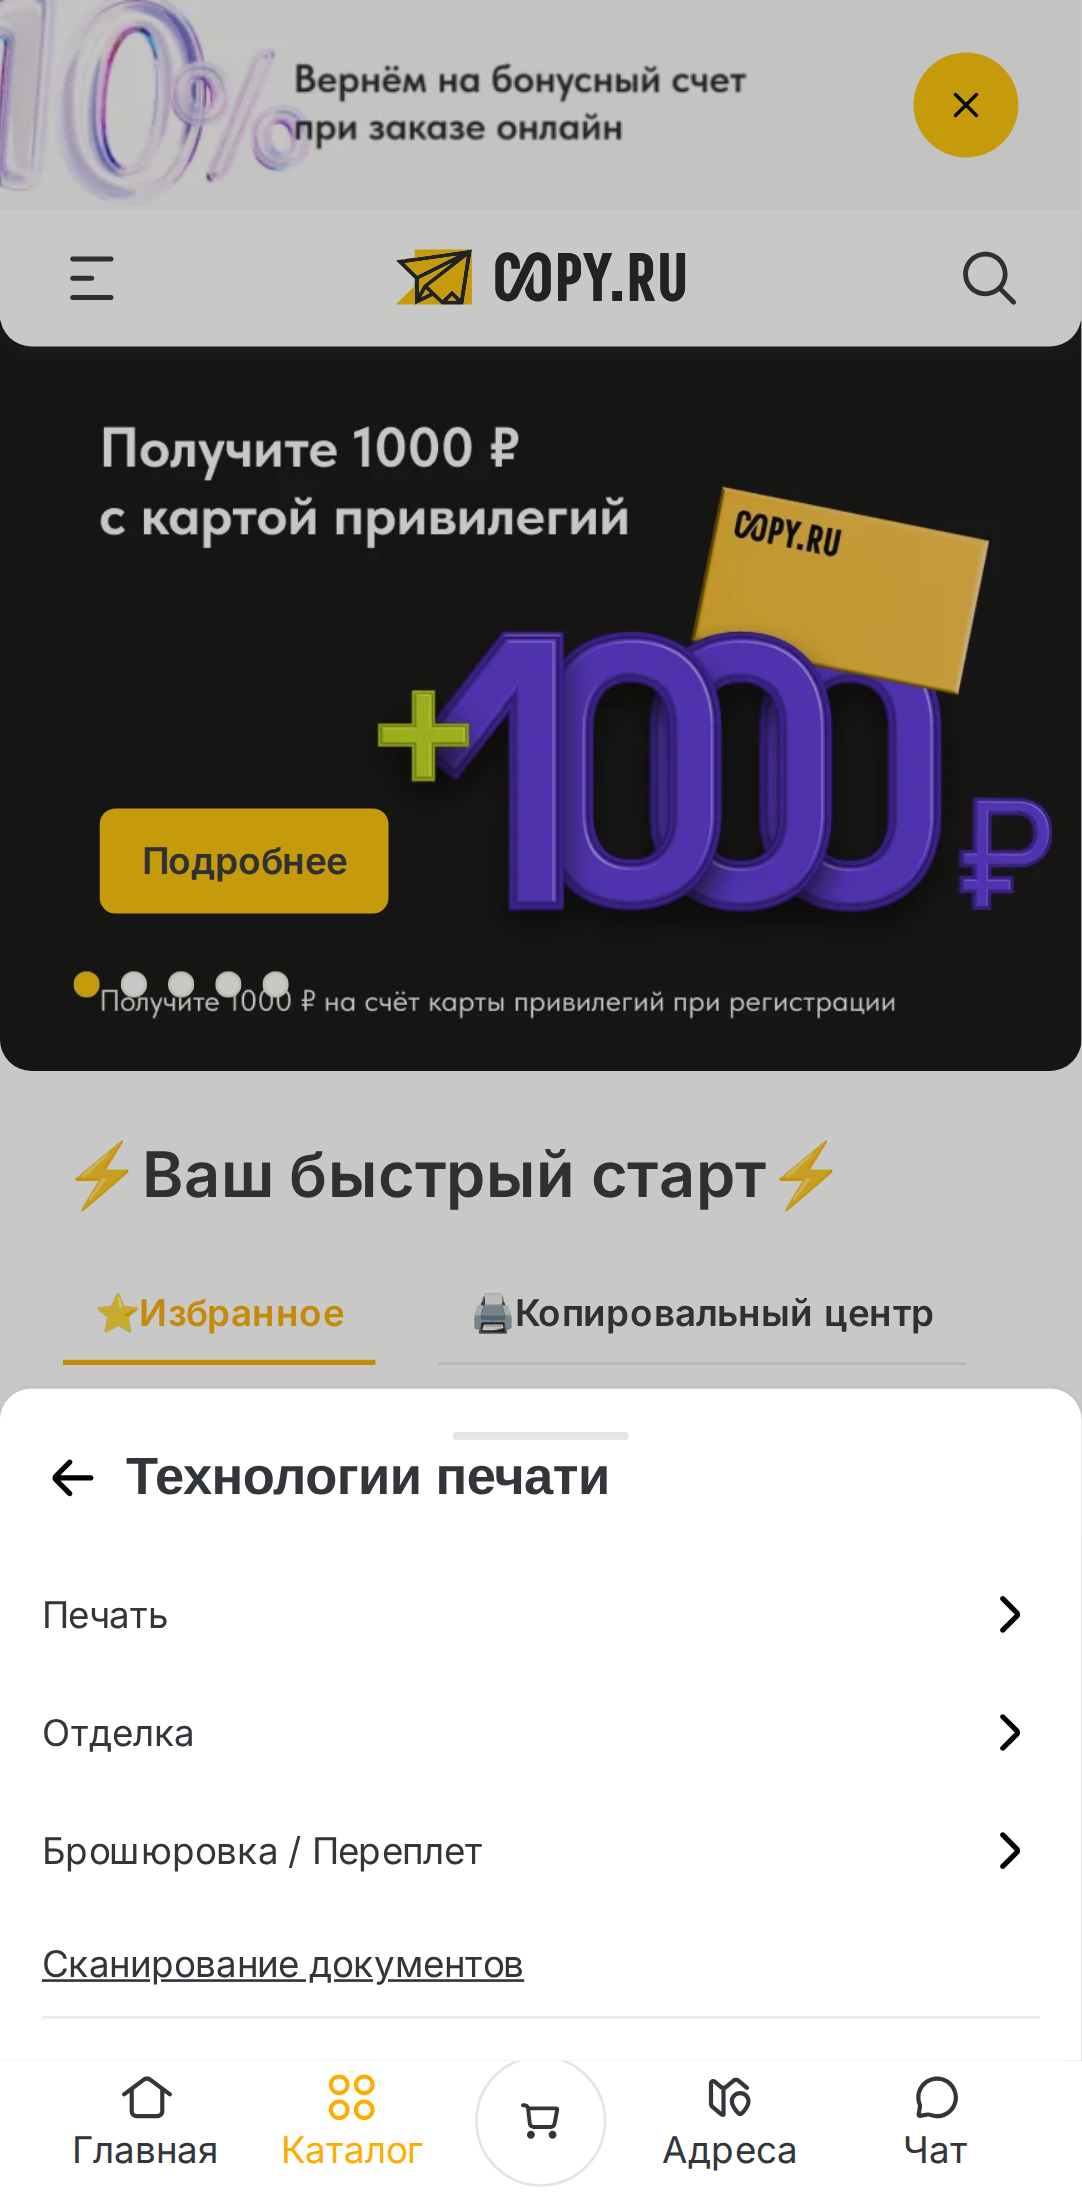 10%
Вернём на бонусный счет
при заказе онлайн
COPY.RU
Получите 1000 ₽
с картой привилегий
COPY.RU
+1000 ₽
Подробнее
Получите 1000 ₽ на счёт карты привилегий при регистрации
⚡Ваш быстрый старт⚡
⭐Избранное
🖨️Копировальный центр
Технологии печати
Печать
Отделка
Брошюровка / Переплет
Сканирование документов
Главная
Каталог
Адреса
Чат